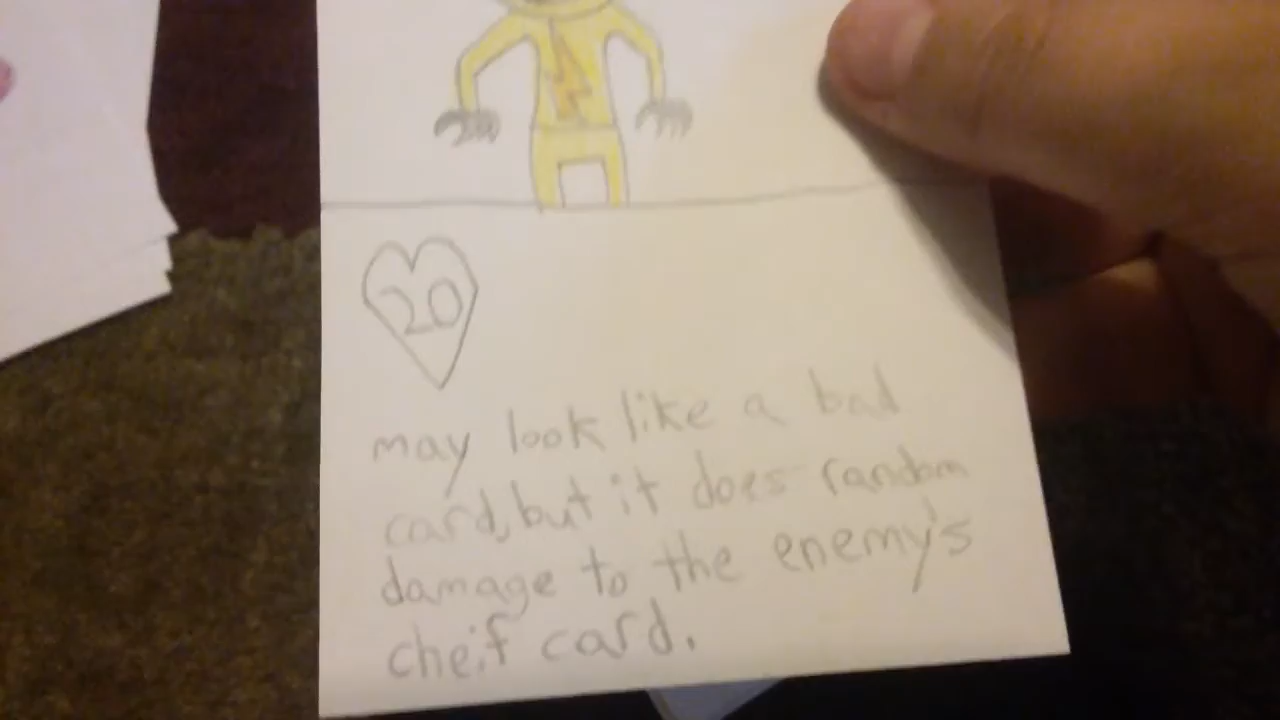 20
may look like a bad
card, but it does random
damage to the enemy's
cheif card.